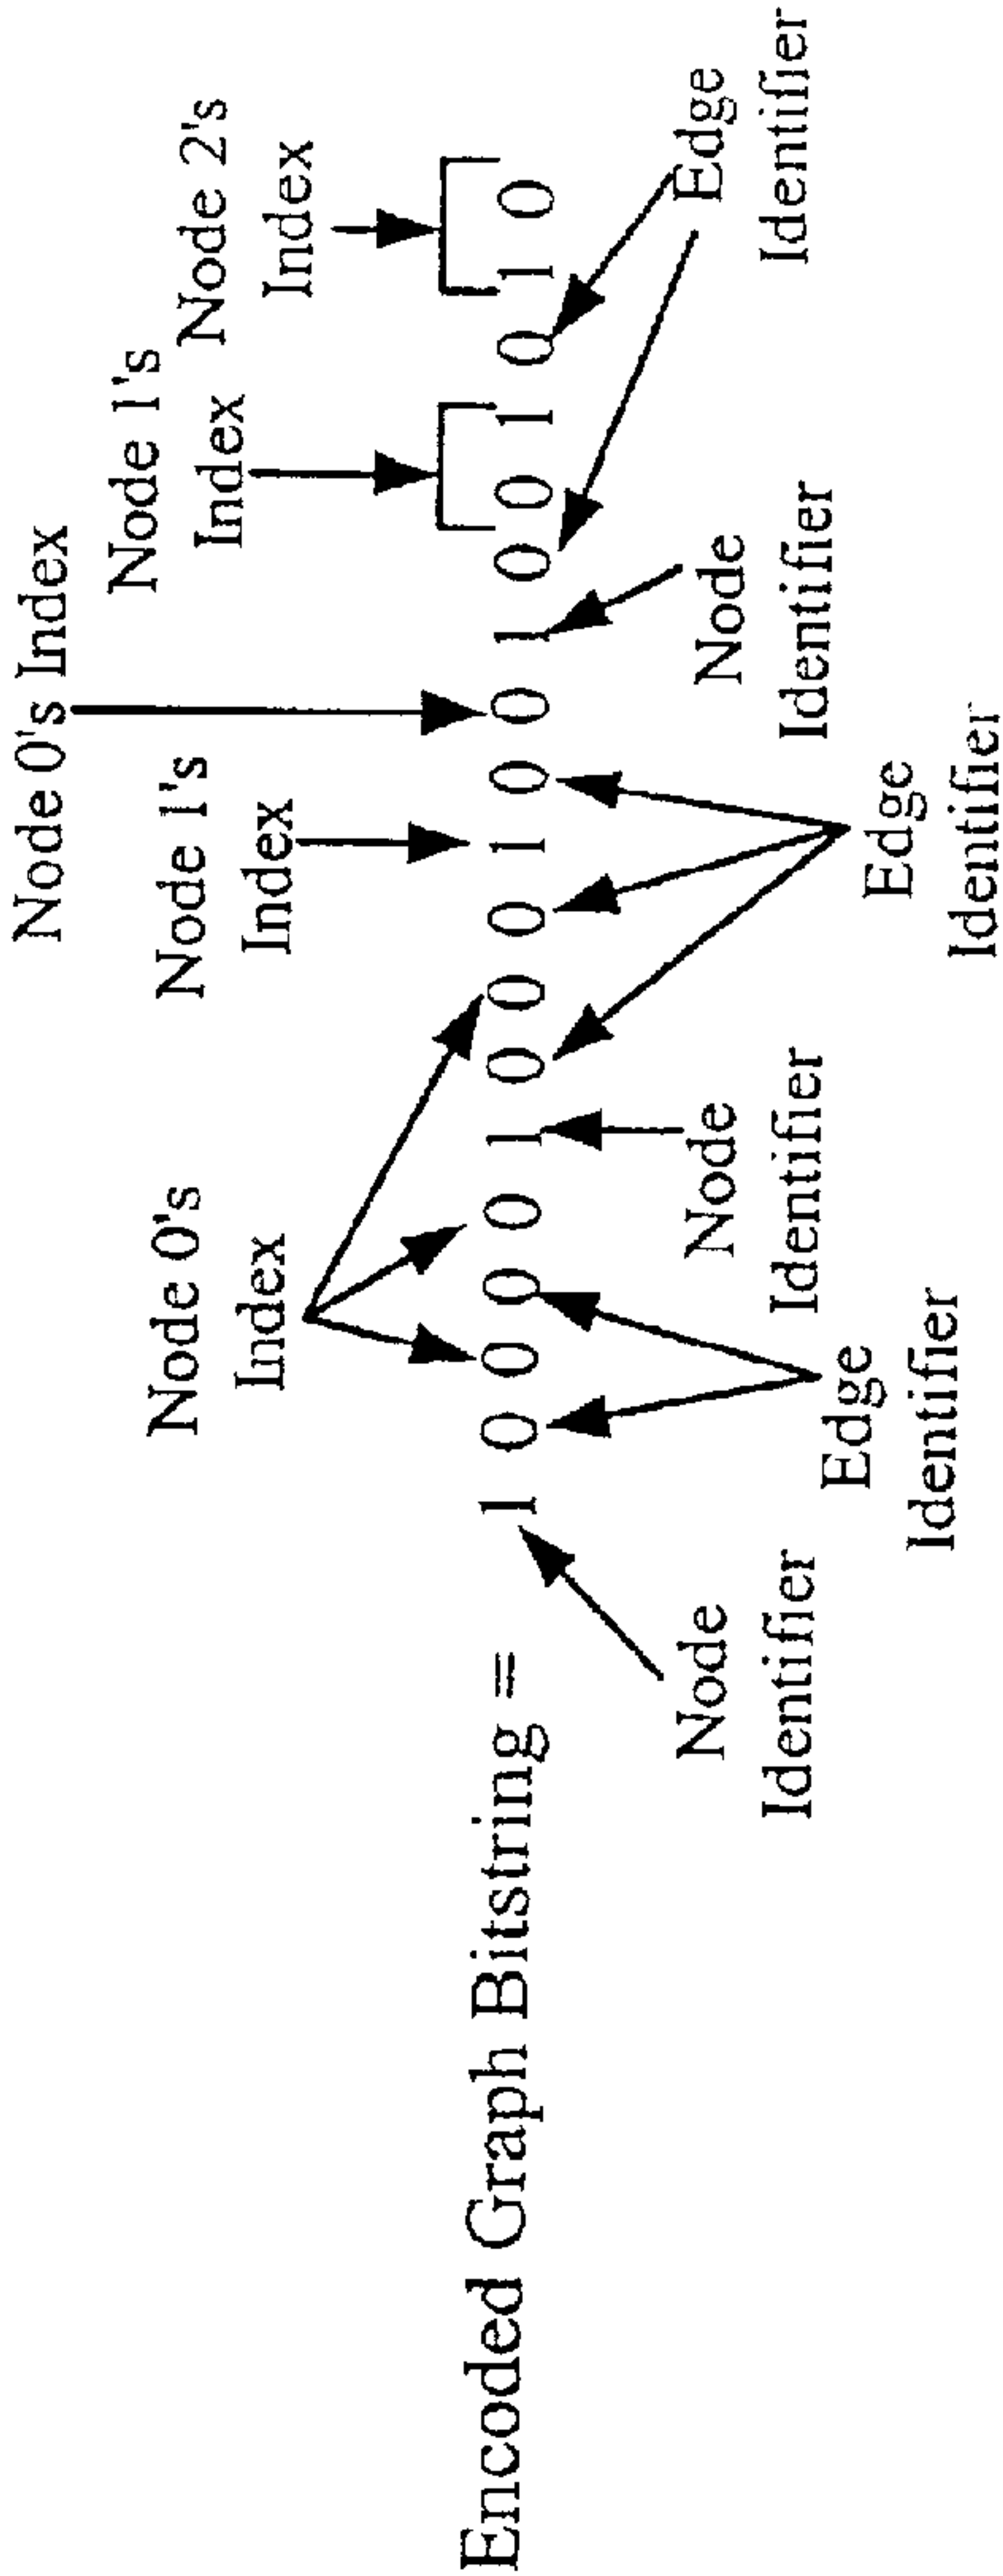 Node 0's Index
Node 1's
Index
Node 2's
Index
Node 0's
Index
Node 1's
Index
Encoded Graph Bitstring = 1 0 0 0 0 1 0 0 0 1 0 0 1 0 0 1 0 1 0
Node
Identifier
Edge
Identifier
Node
Identifier
Edge
Identifier
Node
Identifier
Edge
Identifier